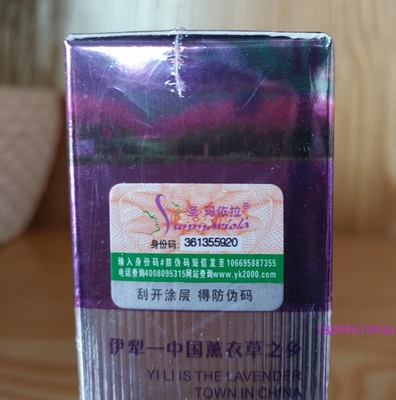 圣·玛依拉®
Sunnyviola
身份码：361355920
输入身份码#防伪码短信发至106695887355
电话查询4008095315网站查询www.yk2000.com
刮开涂层 得防伪码
伊犁一中国薰衣草之乡
YI LI IS THE LAVENDER
TOWN IN CHINA